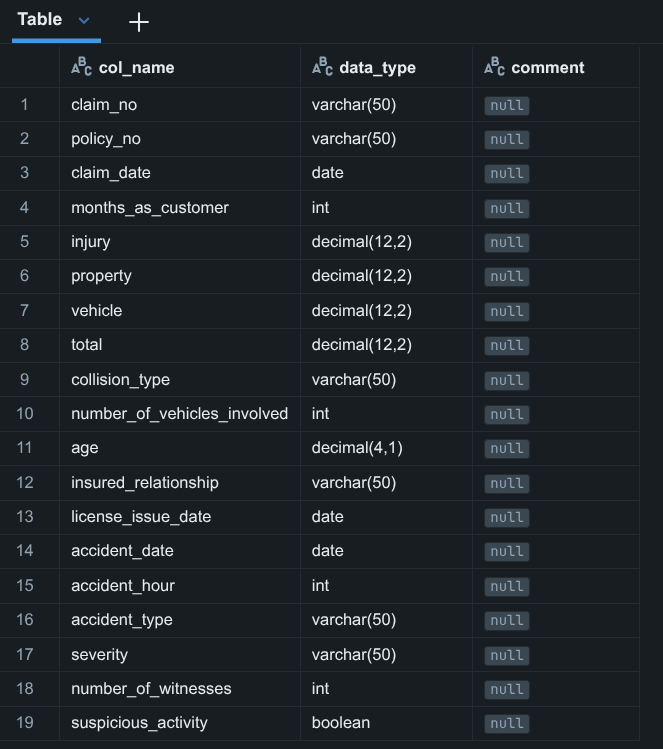 Table
col_name data_type comment
1 claim_no varchar(50) null
2 policy_no varchar(50) null
3 claim_date date null
4 months_as_customer int null
5 injury decimal(12,2) null
6 property decimal(12,2) null
7 vehicle decimal(12,2) null
8 total decimal(12,2) null
9 collision_type varchar(50) null
10 number_of_vehicles_involved int null
11 age decimal(4,1) null
12 insured_relationship varchar(50) null
13 license_issue_date date null
14 accident_date date null
15 accident_hour int null
16 accident_type varchar(50) null
17 severity varchar(50) null
18 number_of_witnesses int null
19 suspicious_activity boolean null